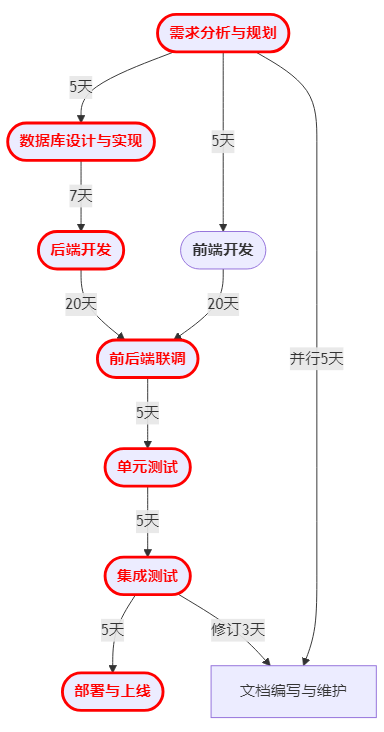 需求分析与规划
5天
数据库设计与实现
5天
7天
后端开发
前端开发
20天
20天
前后端联调
并行5天
5天
单元测试
5天
集成测试
5天
修订3天
部署与上线
文档编写与维护